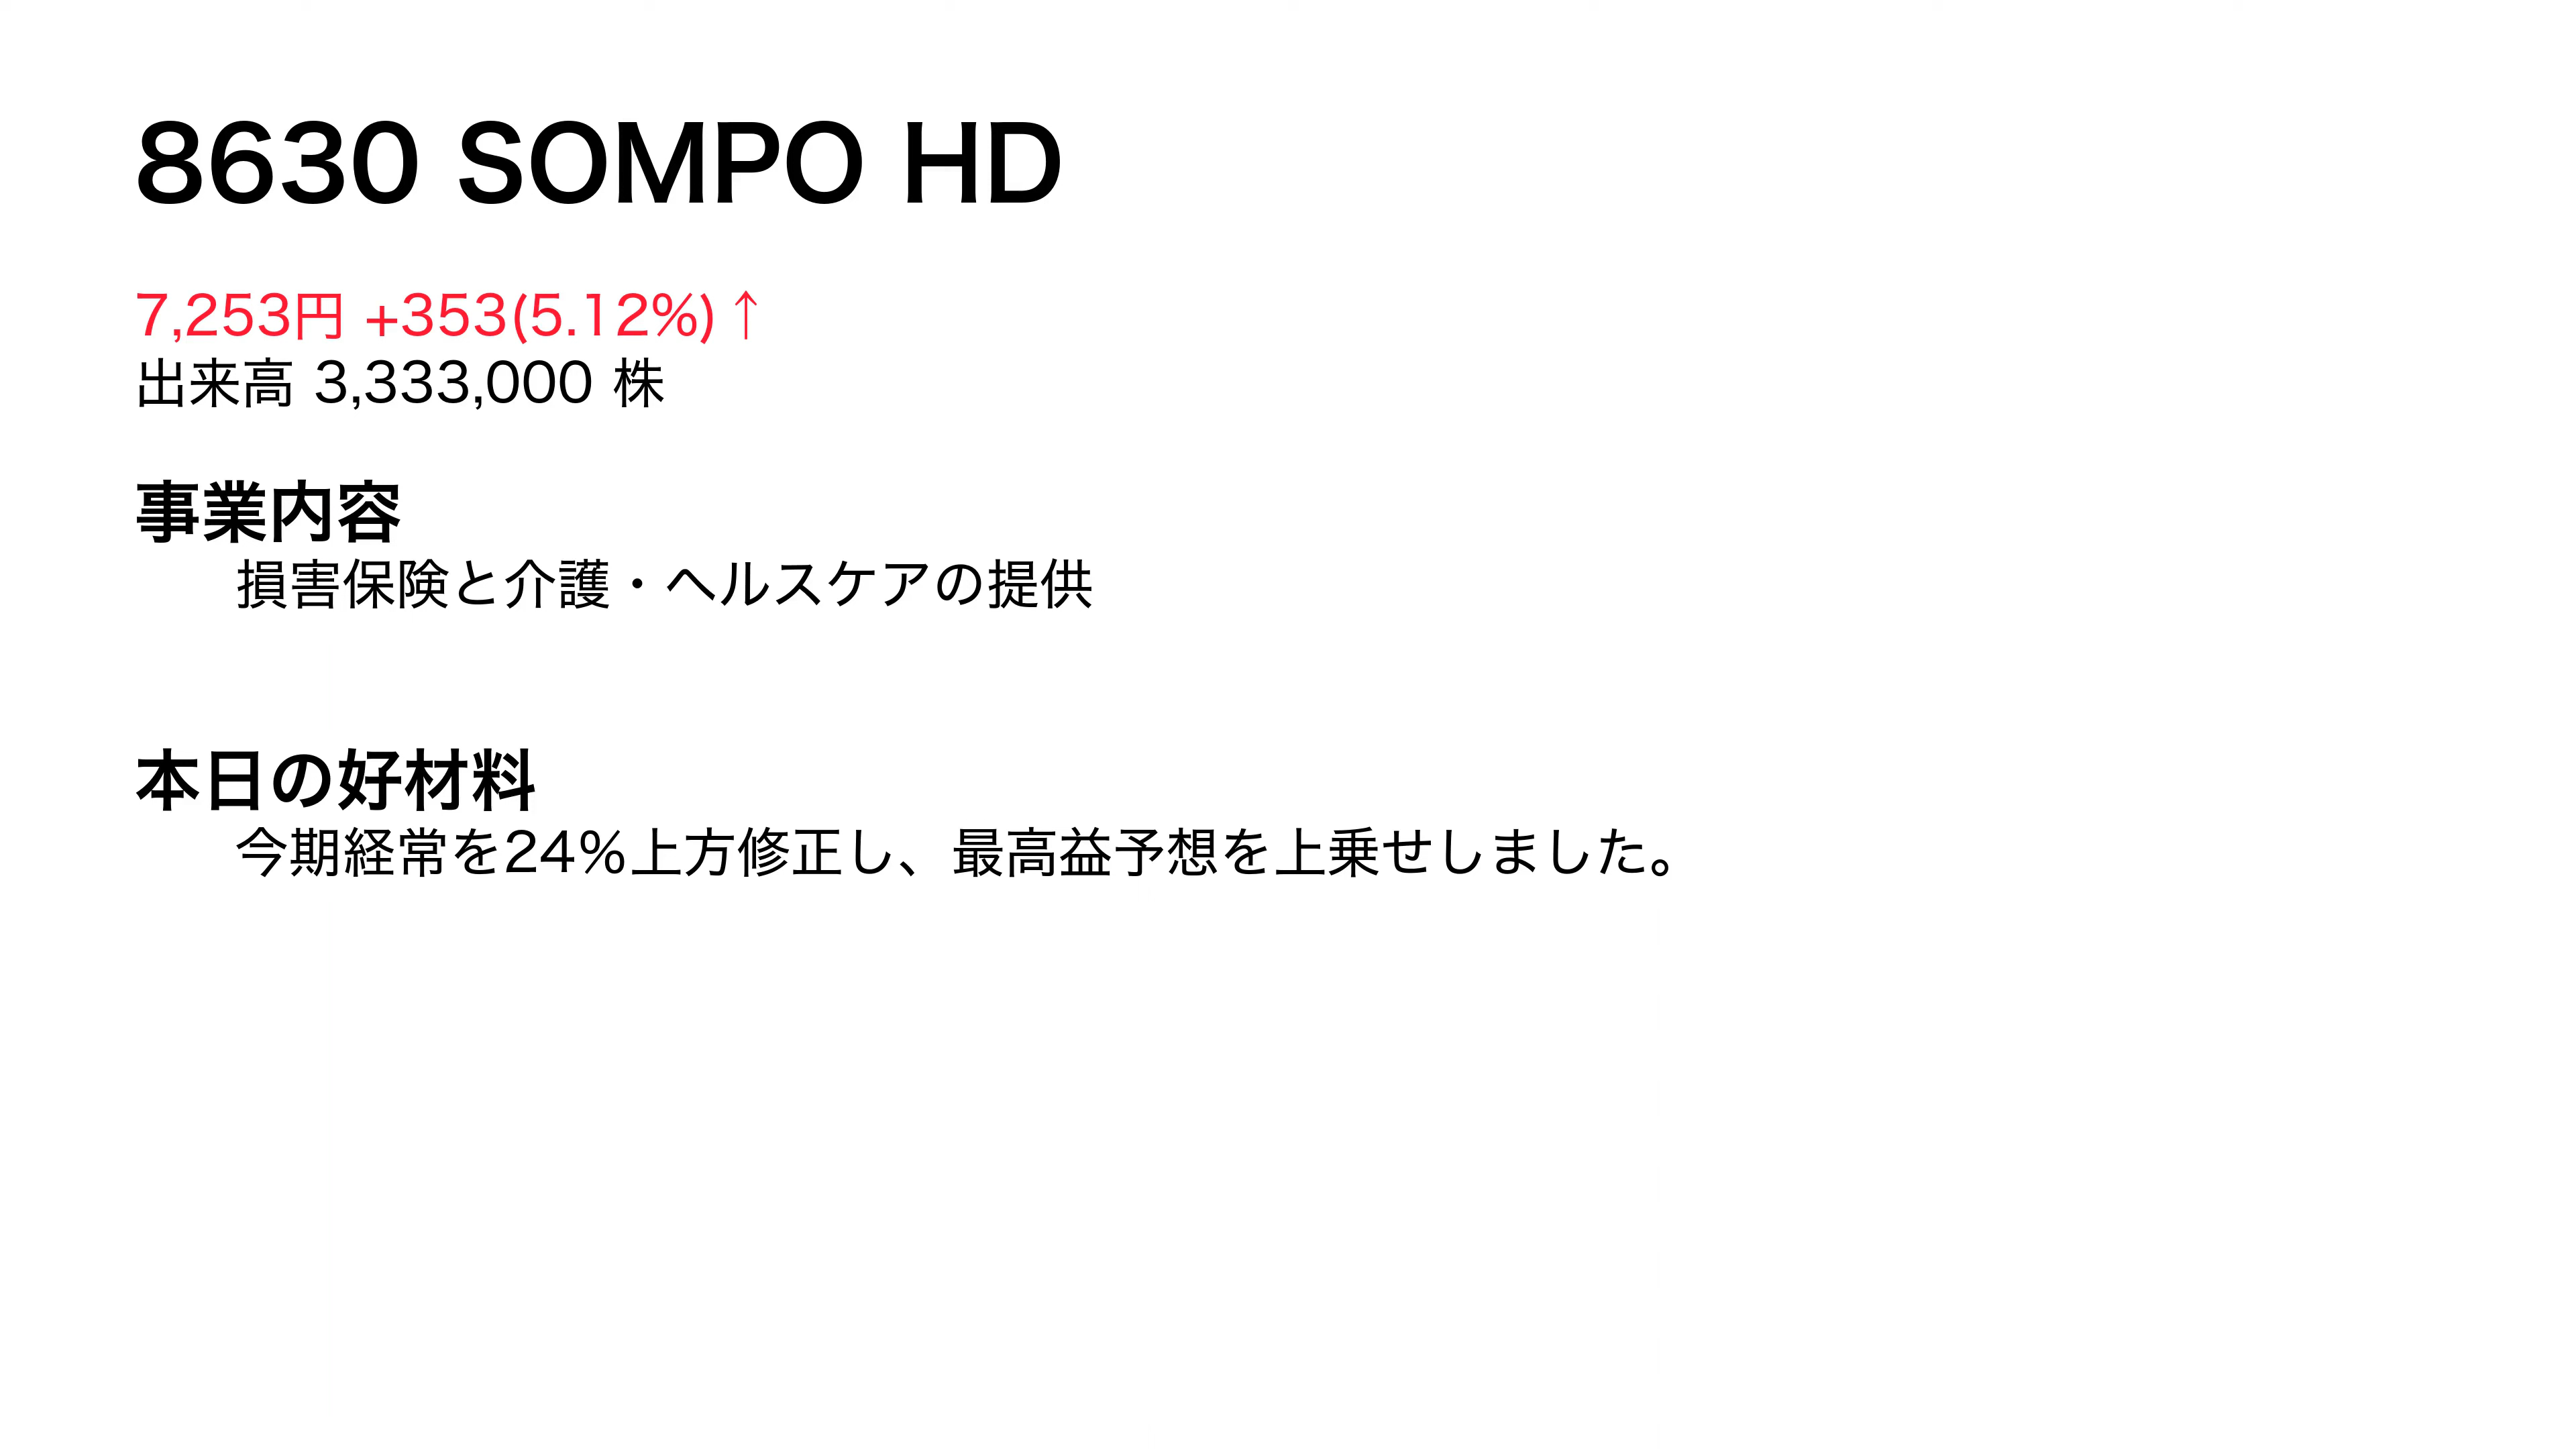 8630 SOMPO HD
7,253円 +353(5.12%)↑
出来高 3,333,000 株
事業内容
損害保険と介護・ヘルスケアの提供
本日の好材料
今期経常を24%上方修正し、最高益予想を上乗せしました。